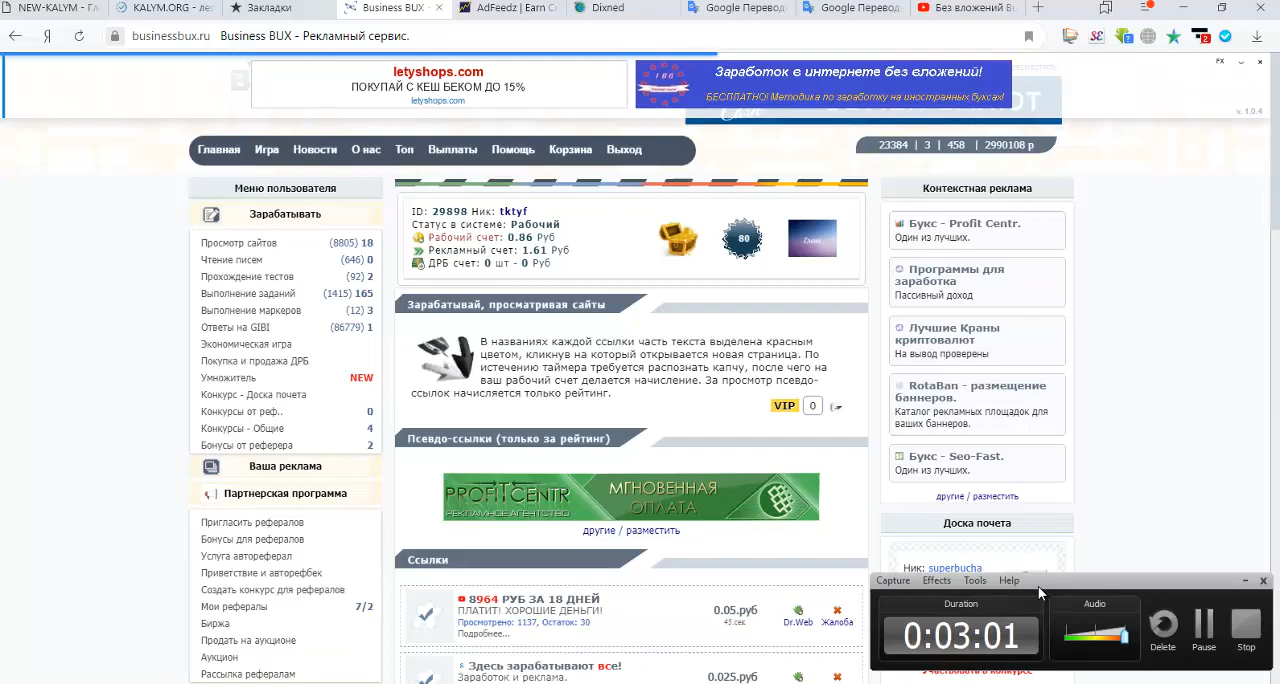 NEW-KALYM - Гл
KALYM.ORG - ле
Закладки
Business BUX -
AdFeedz | Earn C
Dixned
Google Перевод
Google Перевод
Без вложений Bu
businessbux.ru Business BUX - Рекламный сервис.
letyshops.com
ПОКУПАЙ С КЕШ БЕКОМ ДО 15%
letyshops.com
IBG
Заработок в интернете без вложений!
БЕСПЛАТНО! Методика по заработку на иностранных буксах!
FX
v. 1.0.4
Главная Игра Новости О нас Топ Выплаты Помощь Корзина Выход
23384 | 3 | 458 | 2990108 р
Меню пользователя
Зарабатывать
Просмотр сайтов (8805) 18
Чтение писем (646) 0
Прохождение тестов (92) 2
Выполнение заданий (1415) 165
Выполнение маркеров (12) 3
Ответы на GIBI (86779) 1
Экономическая игра
Покупка и продажа ДРБ
Умножитель NEW
Конкурс - Доска почета
Конкурсы от реф.. 0
Конкурсы - Общие 4
Бонусы от реферера 2
Ваша реклама
Партнерская программа
Пригласить рефералов
Бонусы для рефералов
Услуга автореферал
Приветствие и авторефбек
Создать конкурс для рефералов
Мои рефералы 7/2
Биржа
Продать на аукционе
Аукцион
Рассылка рефералам
ID: 29898 Ник: tktyf
Статус в системе: Рабочий
Рабочий счет: 0.86 Руб
Рекламный счет: 1.61 Руб
ДРБ счет: 0 шт - 0 Руб
80
Зарабатывай, просматривая сайты
В названиях каждой ссылки часть текста выделена красным
цветом, кликнув на который открывается новая страница. По
истечению таймера требуется распознать капчу, после чего на
ваш рабочий счет делается начисление. За просмотр псевдо-
ссылок начисляется только рейтинг.
VIP 0
Псевдо-ссылки (только за рейтинг)
PROFITCENTR
РЕКЛАМНОЕ АГЕНТСТВО
МГНОВЕННАЯ
ОПЛАТА
другие / разместить
Ссылки
8964 РУБ ЗА 18 ДНЕЙ
ПЛАТИТ! ХОРОШИЕ ДЕНЬГИ!
Просмотрено: 1137, Остаток: 30
Подробнее...
0.05.руб
45.сек
Dr.Web Жалоба
Здесь зарабатывают все!
Заработок и реклама.
0.025.руб
Контекстная реклама
Букс - Profit Centr.
Один из лучших.
Программы для
заработка
Пассивный доход
Лучшие Краны
криптовалют
На вывод проверены
RotaBan - размещение
баннеров.
Каталог рекламных площадок для
ваших баннеров.
Букс - Seo-Fast.
Один из лучших.
другие / разместить
Доска почета
Ник: superbucha
Capture Effects Tools Help
Duration
0:03:01
Audio
Delete Pause Stop
Участвовать в конкурсе